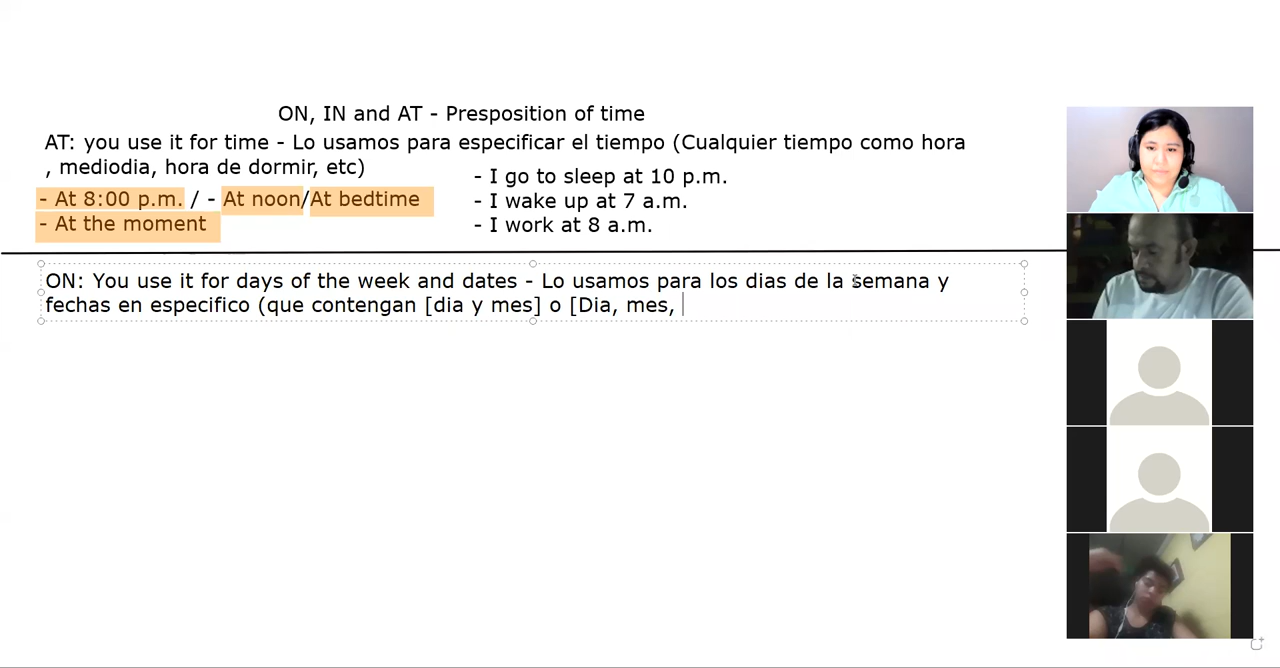 ON, IN and AT - Presposition of time
AT: you use it for time - Lo usamos para especificar el tiempo (Cualquier tiempo como hora
, mediodia, hora de dormir, etc)
- At 8:00 p.m. / - At noon/At bedtime
- At the moment
- I go to sleep at 10 p.m.
- I wake up at 7 a.m.
- I work at 8 a.m.
ON: You use it for days of the week and dates - Lo usamos para los dias de la semana y
fechas en especifico (que contengan [dia y mes] o [Dia, mes,